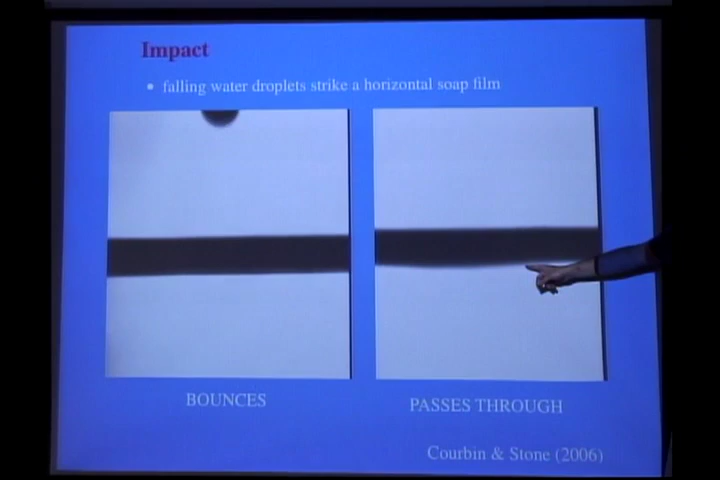 Impact
• falling water droplets strike a horizontal soap film
BOUNCES
PASSES THROUGH
Courbin & Stone (2006)